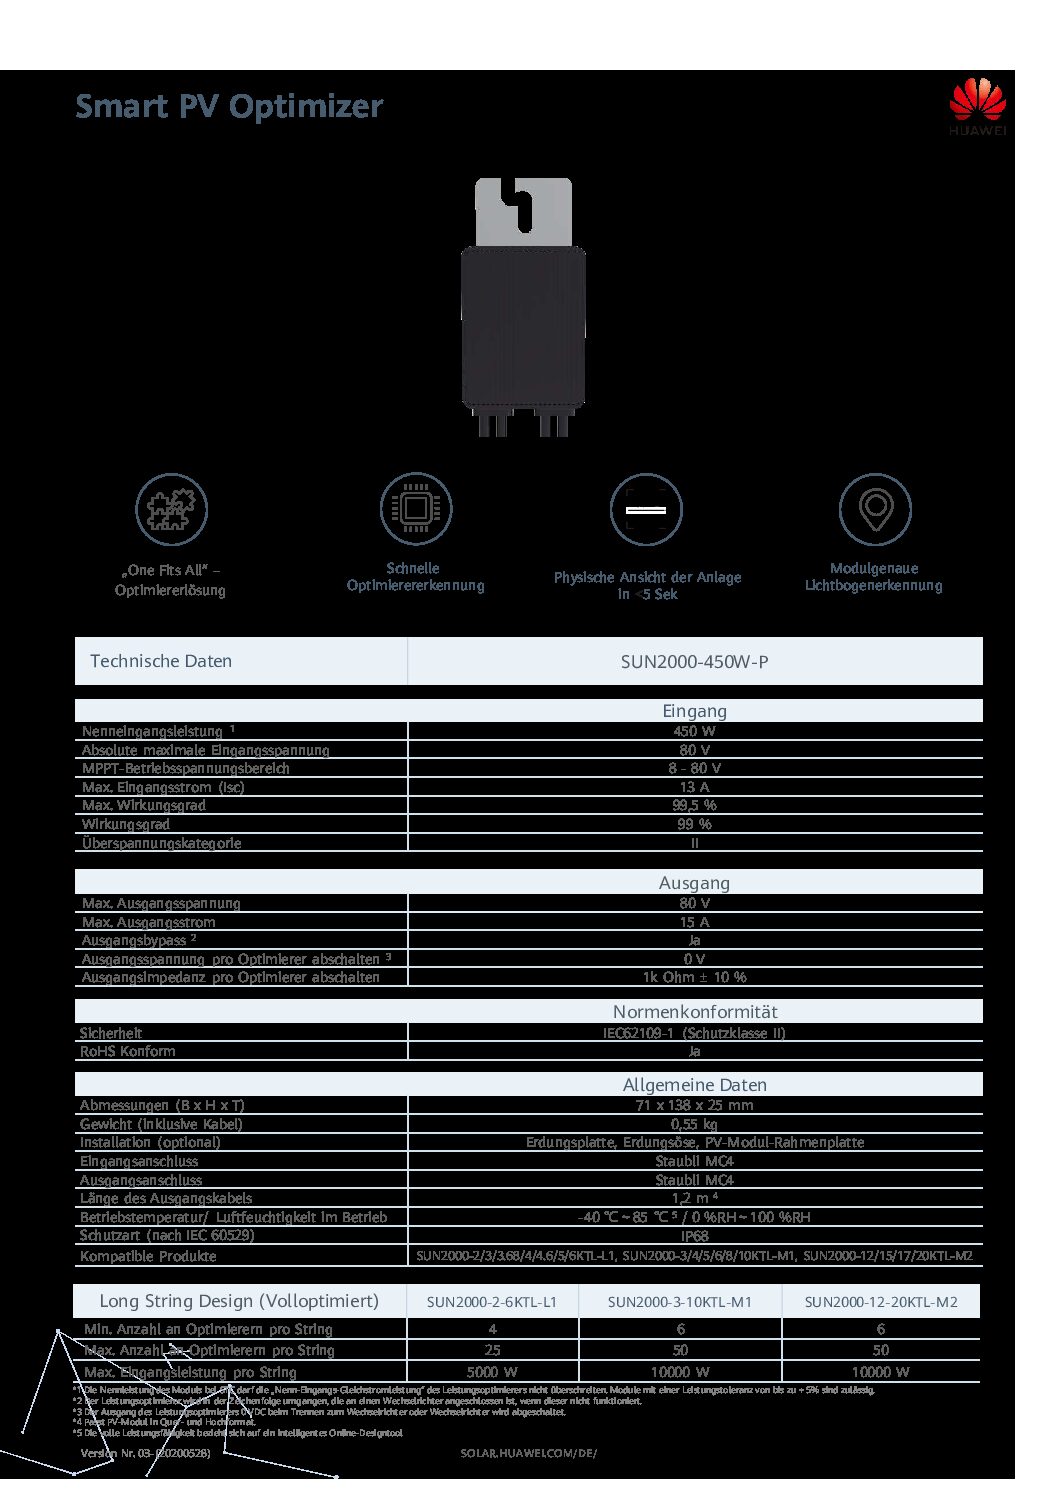 Smart PV Optimizer
HUAWEI
„One Fits All“ –
Optimiererlösung
Schnelle
Optimierererkennung
Physische Ansicht der Anlage
in <5 Sek
Modulgenaue
Lichtbogenerkennung
Technische Daten SUN2000-450W-P
Eingang
Nenneingangsleistung ¹ 450 W
Absolute maximale Eingangsspannung 80 V
MPPT-Betriebsspannungsbereich 8 - 80 V
Max. Eingangsstrom (Isc) 13 A
Max. Wirkungsgrad 99,5 %
Wirkungsgrad 99 %
Überspannungskategorie II
Ausgang
Max. Ausgangsspannung 80 V
Max. Ausgangsstrom 15 A
Ausgangsbypass ² Ja
Ausgangsspannung pro Optimierer abschalten ³ 0 V
Ausgangsimpedanz pro Optimierer abschalten 1k Ohm ± 10 %
Normenkonformität
Sicherheit IEC62109-1 (Schutzklasse II)
RoHS Konform Ja
Allgemeine Daten
Abmessungen (B x H x T) 71 x 138 x 25 mm
Gewicht (inklusive Kabel) 0,55 kg
Installation (optional) Erdungsplatte, Erdungsöse, PV-Modul-Rahmenplatte
Eingangsanschluss Staubli MC4
Ausgangsanschluss Staubli MC4
Länge des Ausgangskabels 1,2 m ⁴
Betriebstemperatur/ Luftfeuchtigkeit im Betrieb -40 ℃ ~ 85 ℃ ⁵ / 0 %RH ~ 100 %RH
Schutzart (nach IEC 60529) IP68
Kompatible Produkte SUN2000-2/3/3.68/4/4.6/5/6KTL-L1, SUN2000-3/4/5/6/8/10KTL-M1, SUN2000-12/15/17/20KTL-M2
Long String Design (Volloptimiert) SUN2000-2-6KTL-L1 SUN2000-3-10KTL-M1 SUN2000-12-20KTL-M2
Min. Anzahl an Optimierern pro String 4 6 6
Max. Anzahl an Optimierern pro String 25 50 50
Max. Eingangsleistung pro String 5000 W 10000 W 10000 W
*1 Die Nennleistung des Moduls bei STC darf die „Nenn-Eingangs-Gleichstromleistung“ des Leistungsoptimierers nicht überschreiten. Module mit einer Leistungstoleranz von bis zu + 5% sind zulässig.
*2 Der Leistungsoptimierer wird in der Zeichenfolge umgangen, die an einen Wechselrichter angeschlossen ist, wenn dieser nicht funktioniert.
*3 Der Ausgang des Leistungsoptimierers 0 VDC beim Trennen zum Wechselrichter oder Wechselrichter wird abgeschaltet.
*4 Passt PV-Modul in Quer- und Hochformat.
*5 Die volle Leistungsfähigkeit bezieht sich auf ein intelligentes Online-Designtool.
Version Nr. 03- (20200528) SOLAR.HUAWEI.COM/DE/